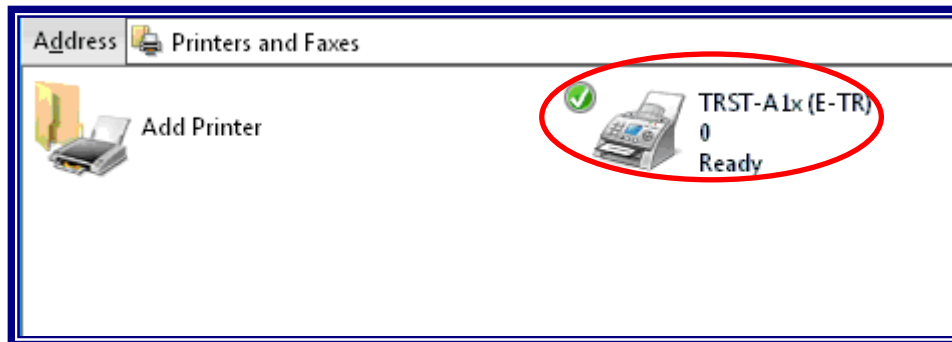 Address Printers and Faxes
Add Printer
TRST-A1x (E-TR)
0
Ready